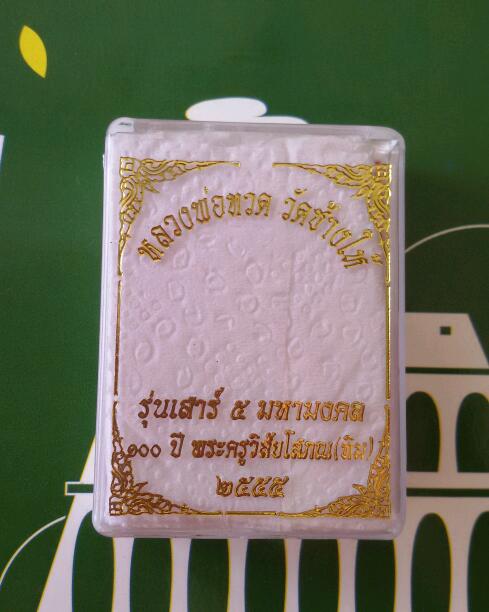 หลวงพ่อทวด วัดช้างให้
รุ่นเสาร์ ๕ มหามงคล
๑๐๐ ปี พระครูวิสัยโสภณ(ทิม)
๒๕๕๕